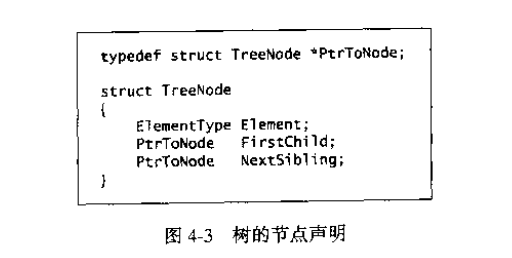 typedef struct TreeNode *PtrToNode;
struct TreeNode
{
ElementType Element;
PtrToNode FirstChild;
PtrToNode NextSibling;
}
图 4-3 树的节点声明